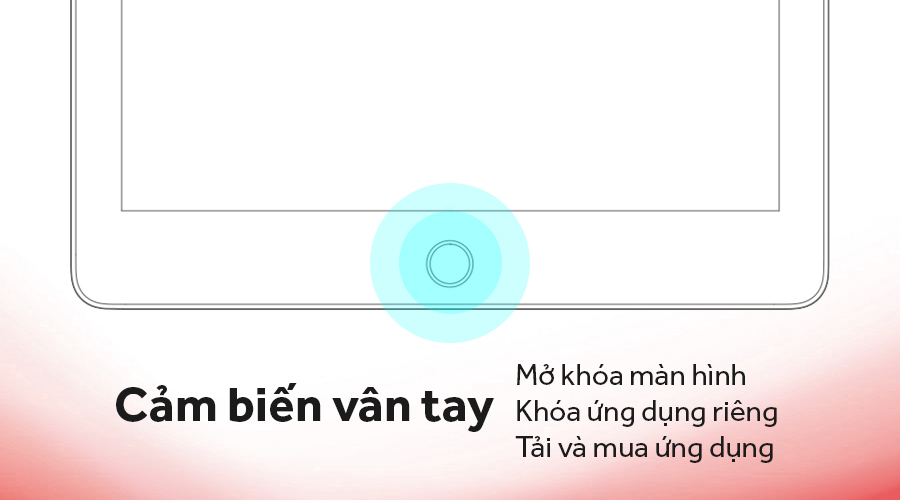 Cảm biến vân tay
Mở khóa màn hình
Khóa ứng dụng riêng
Tải và mua ứng dụng